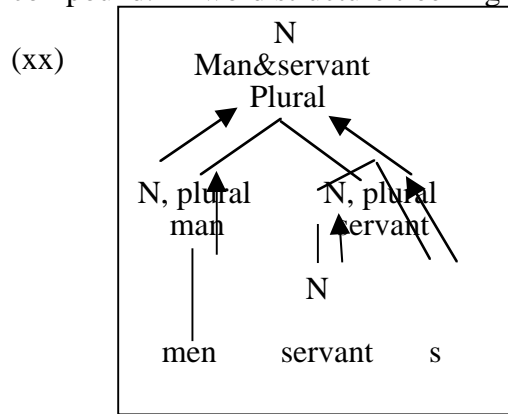 (xx)
N
Man&servant
Plural
N, plural N, plural
man servant
N
men servant s